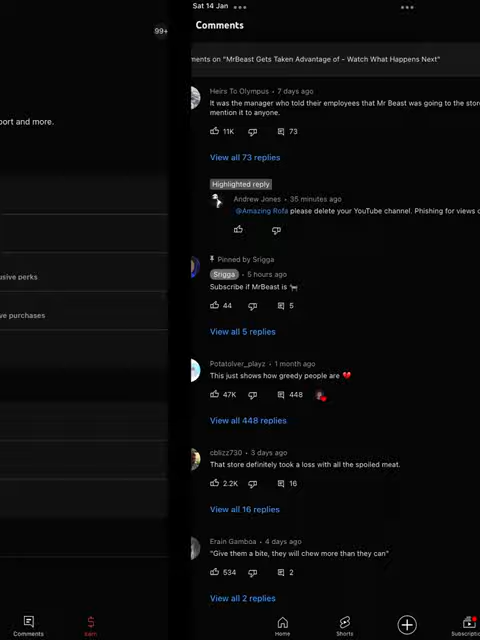 Sat 14 Jan
Comments
99+
ments on "MrBeast Gets Taken Advantage of - Watch What Happens Next"
Heirs To Olympus • 7 days ago
It was the manager who told their employees that Mr Beast was going to the store
mention it to anyone.
11K 73
View all 73 replies
port and more.
Highlighted reply
Andrew Jones • 35 minutes ago
@Amazing Rofa please delete your YouTube channel. Phishing for views
Pinned by Srigga
Srigga • 5 hours ago
Subscribe if MrBeast is 🐐
44 5
View all 5 replies
usive perks
ve purchases
Potatolver_playz • 1 month ago
This just shows how greedy people are 💔
47K 448
View all 448 replies
cblizz730 • 3 days ago
That store definitely took a loss with all the spoiled meat.
2.2K 16
View all 16 replies
Erain Gamboa • 4 days ago
"Give them a bite, they will chew more than they can"
534 2
View all 2 replies
Comments Earn Home Shorts Subscriptio